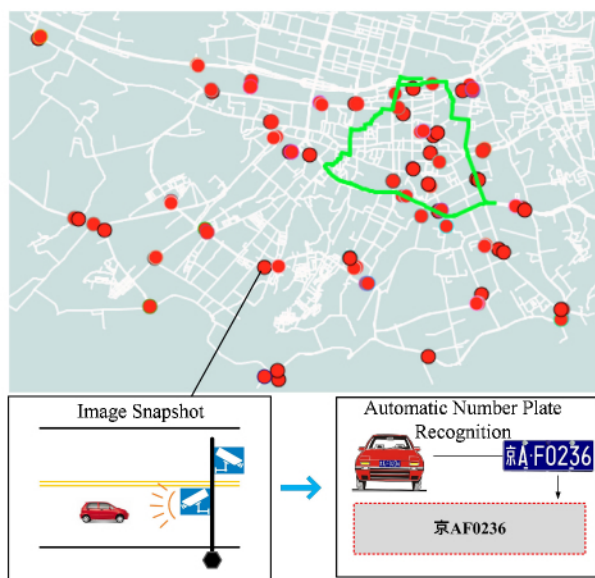 Image Snapshot
Automatic Number Plate
Recognition
京A·F0236
京AF0236